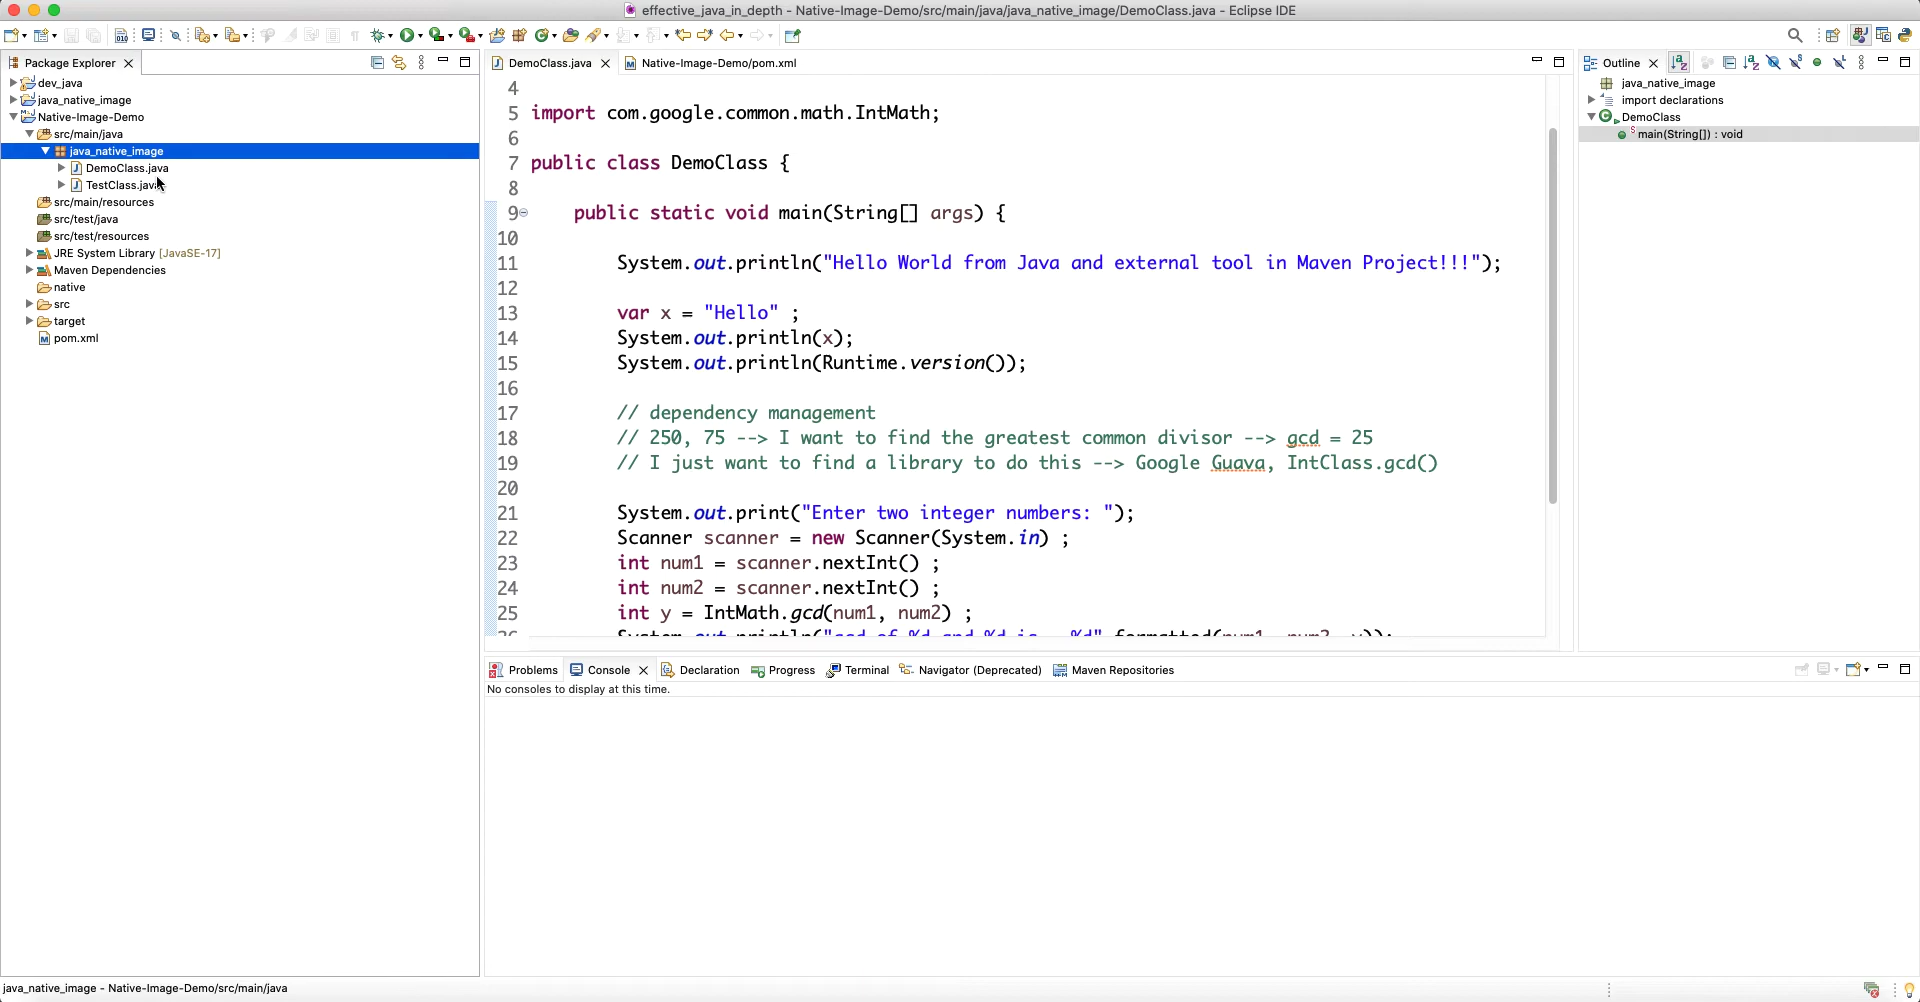 effective_java_in_depth - Native-Image-Demo/src/main/java/java_native_image/DemoClass.java - Eclipse IDE
Package Explorer
dev_java
java_native_image
Native-Image-Demo
src/main/java
java_native_image
DemoClass.java
TestClass.java
src/main/resources
src/test/java
src/test/resources
JRE System Library [JavaSE-17]
Maven Dependencies
native
src
target
pom.xml
DemoClass.java Native-Image-Demo/pom.xml
4
5 import com.google.common.math.IntMath;
6
7 public class DemoClass {
8
9 public static void main(String[] args) {
10
11 System.out.println("Hello World from Java and external tool in Maven Project!!!");
12
13 var x = "Hello" ;
14 System.out.println(x);
15 System.out.println(Runtime.version());
16
17 // dependency management
18 // 250, 75 --> I want to find the greatest common divisor --> gcd = 25
19 // I just want to find a library to do this --> Google Guava, IntClass.gcd()
20
21 System.out.print("Enter two integer numbers: ");
22 Scanner scanner = new Scanner(System.in) ;
23 int num1 = scanner.nextInt() ;
24 int num2 = scanner.nextInt() ;
25 int y = IntMath.gcd(num1, num2) ;
Outline
java_native_image
import declarations
DemoClass
main(String[]) : void
Problems Console Declaration Progress Terminal Navigator (Deprecated) Maven Repositories
No consoles to display at this time.
java_native_image - Native-Image-Demo/src/main/java